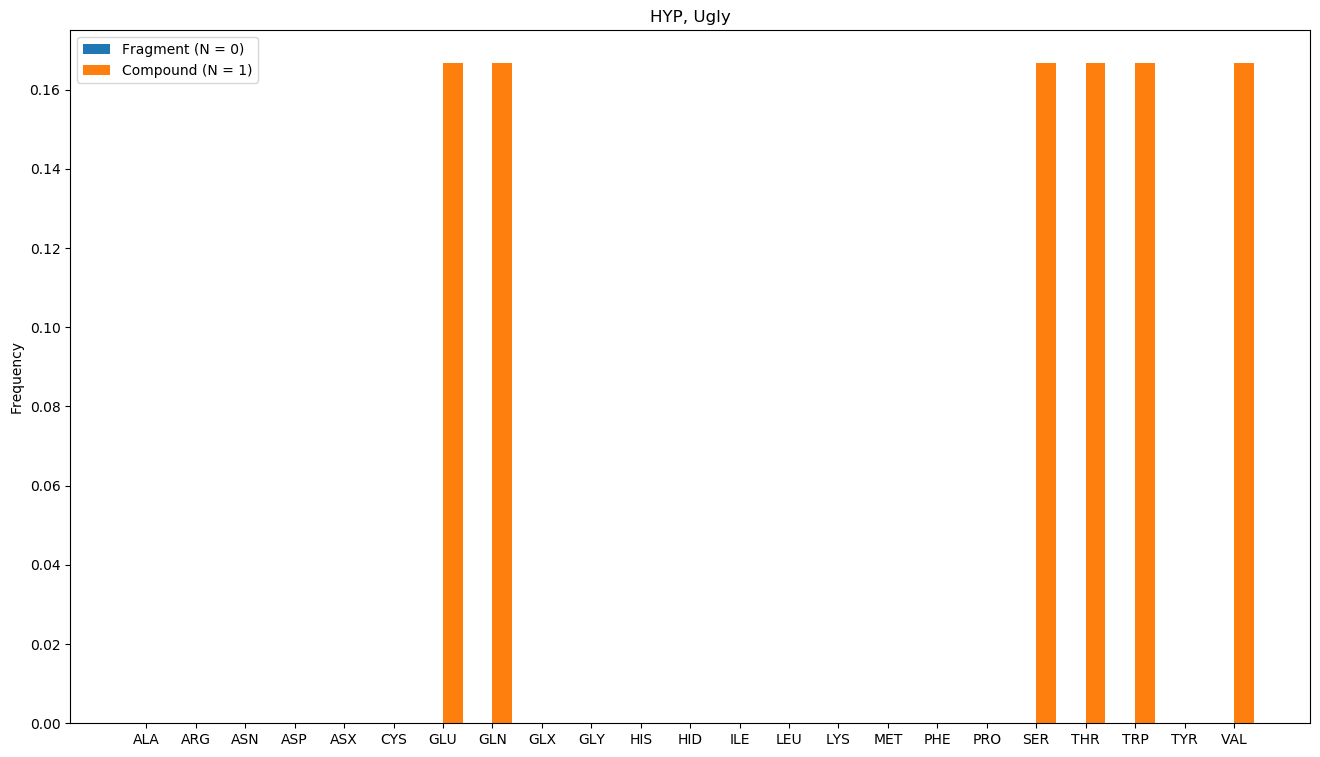 HYP, Ugly
Fragment (N = 0)
Compound (N = 1)
Frequency
0.16
0.14
0.12
0.10
0.08
0.06
0.04
0.02
0.00
ALA ARG ASN ASP ASX CYS GLU GLN GLX GLY HIS HID ILE LEU LYS MET PHE PRO SER THR TRP TYR VAL